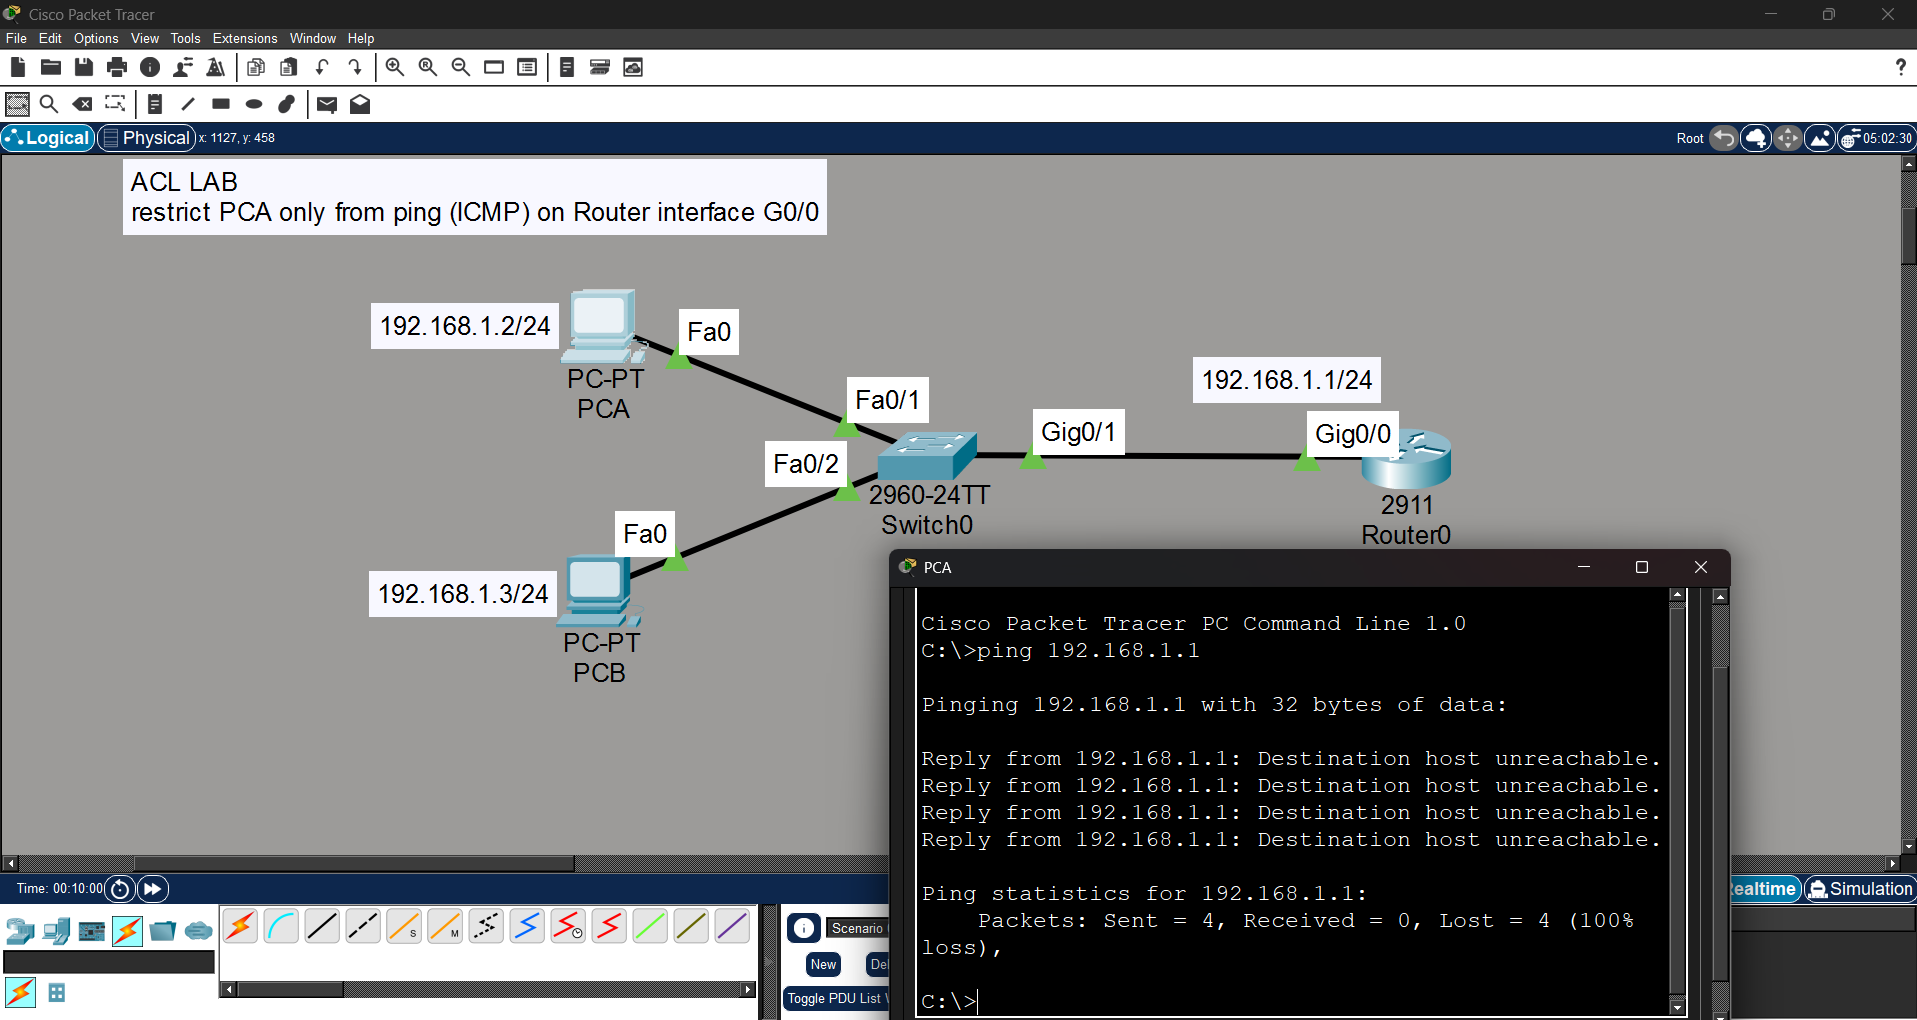 Cisco Packet Tracer
File Edit Options View Tools Extensions Window Help
Logical Physical x: 1127, y: 458 Root 05:02:30
ACL LAB
restrict PCA only from ping (ICMP) on Router interface G0/0
192.168.1.2/24
Fa0
PC-PT
PCA
192.168.1.1/24
Fa0/1
Gig0/1
Gig0/0
Fa0/2
2960-24TT
Switch0
2911
Router0
Fa0
192.168.1.3/24
PC-PT
PCB
PCA
Cisco Packet Tracer PC Command Line 1.0
C:\>ping 192.168.1.1
Pinging 192.168.1.1 with 32 bytes of data:
Reply from 192.168.1.1: Destination host unreachable.
Reply from 192.168.1.1: Destination host unreachable.
Reply from 192.168.1.1: Destination host unreachable.
Reply from 192.168.1.1: Destination host unreachable.
Ping statistics for 192.168.1.1:
Packets: Sent = 4, Received = 0, Lost = 4 (100%
loss),
C:\>
Time: 00:10:00
ealtime Simulation
S M
Scenario
New De
Toggle PDU List